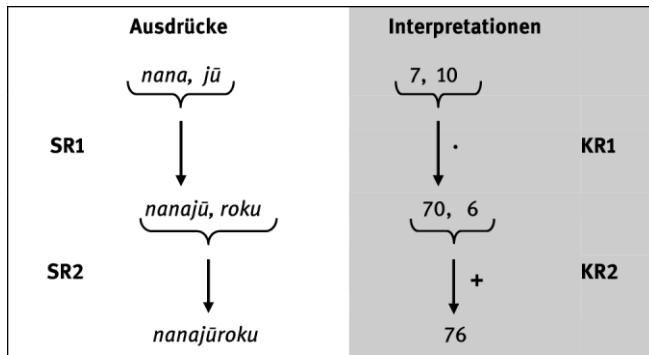 Ausdrücke Interpretationen
nana, jū 7, 10
SR1 · KR1
nanajū, roku 70, 6
SR2 + KR2
nanajūroku 76